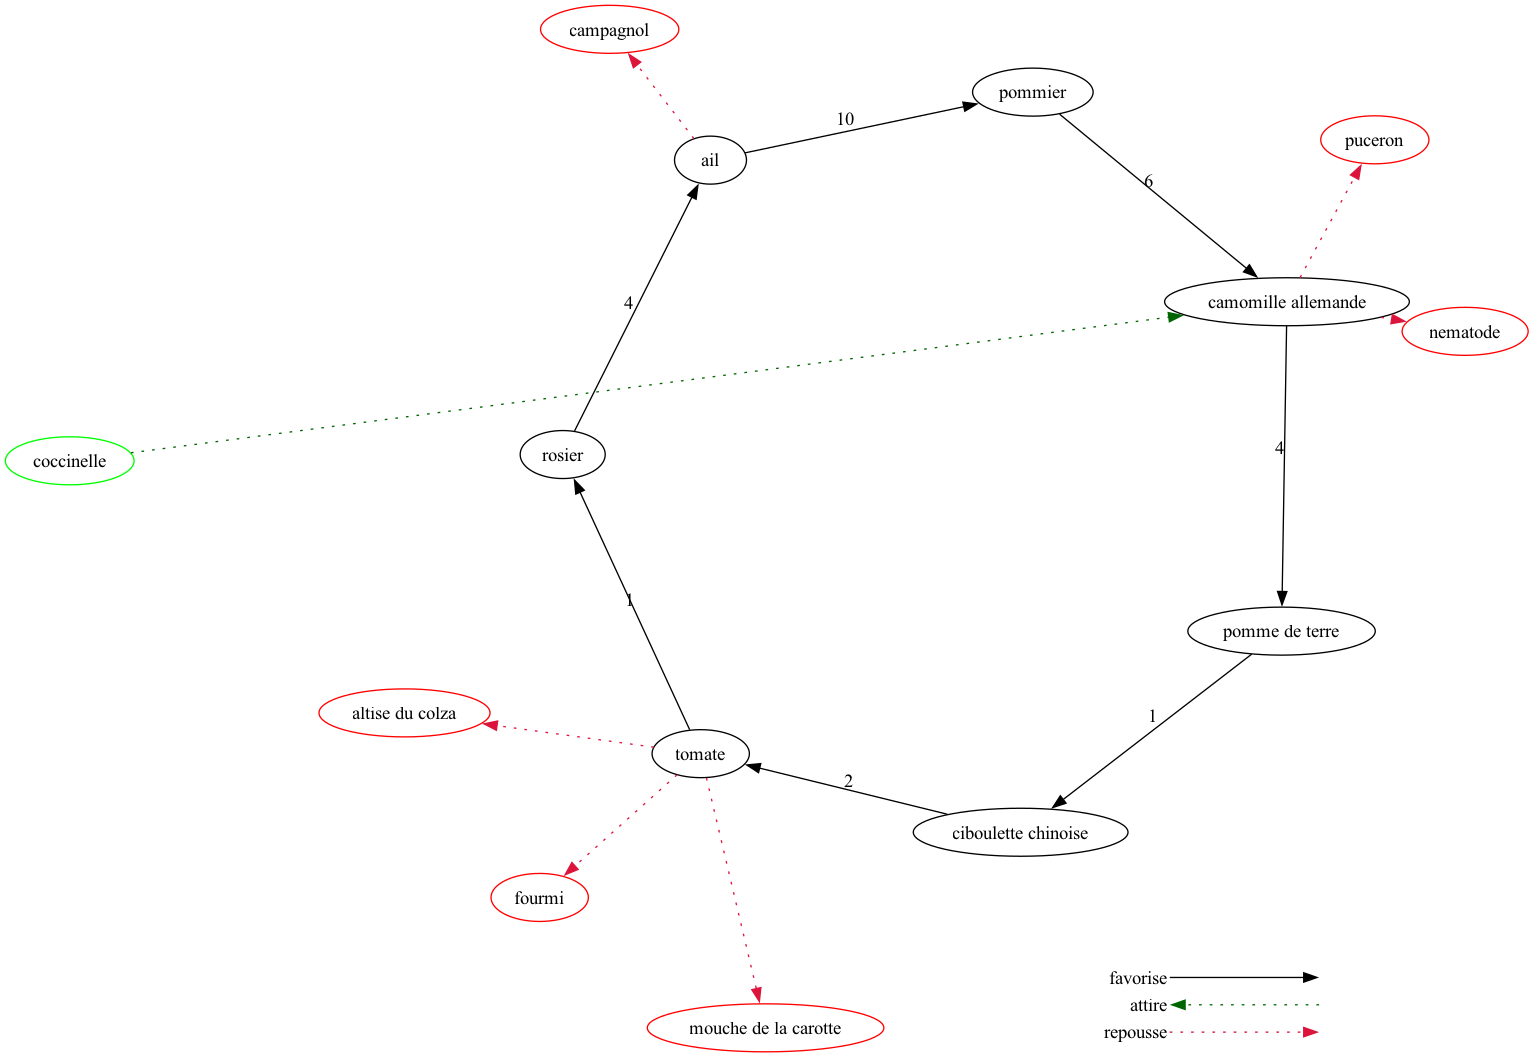 campagnol
pommier
10
puceron
ail
6
camomille allemande
4
nematode
4
rosier
coccinelle
1
pomme de terre
altise du colza
1
tomate
2
ciboulette chinoise
fourmi
favorise
attire
repousse
mouche de la carotte